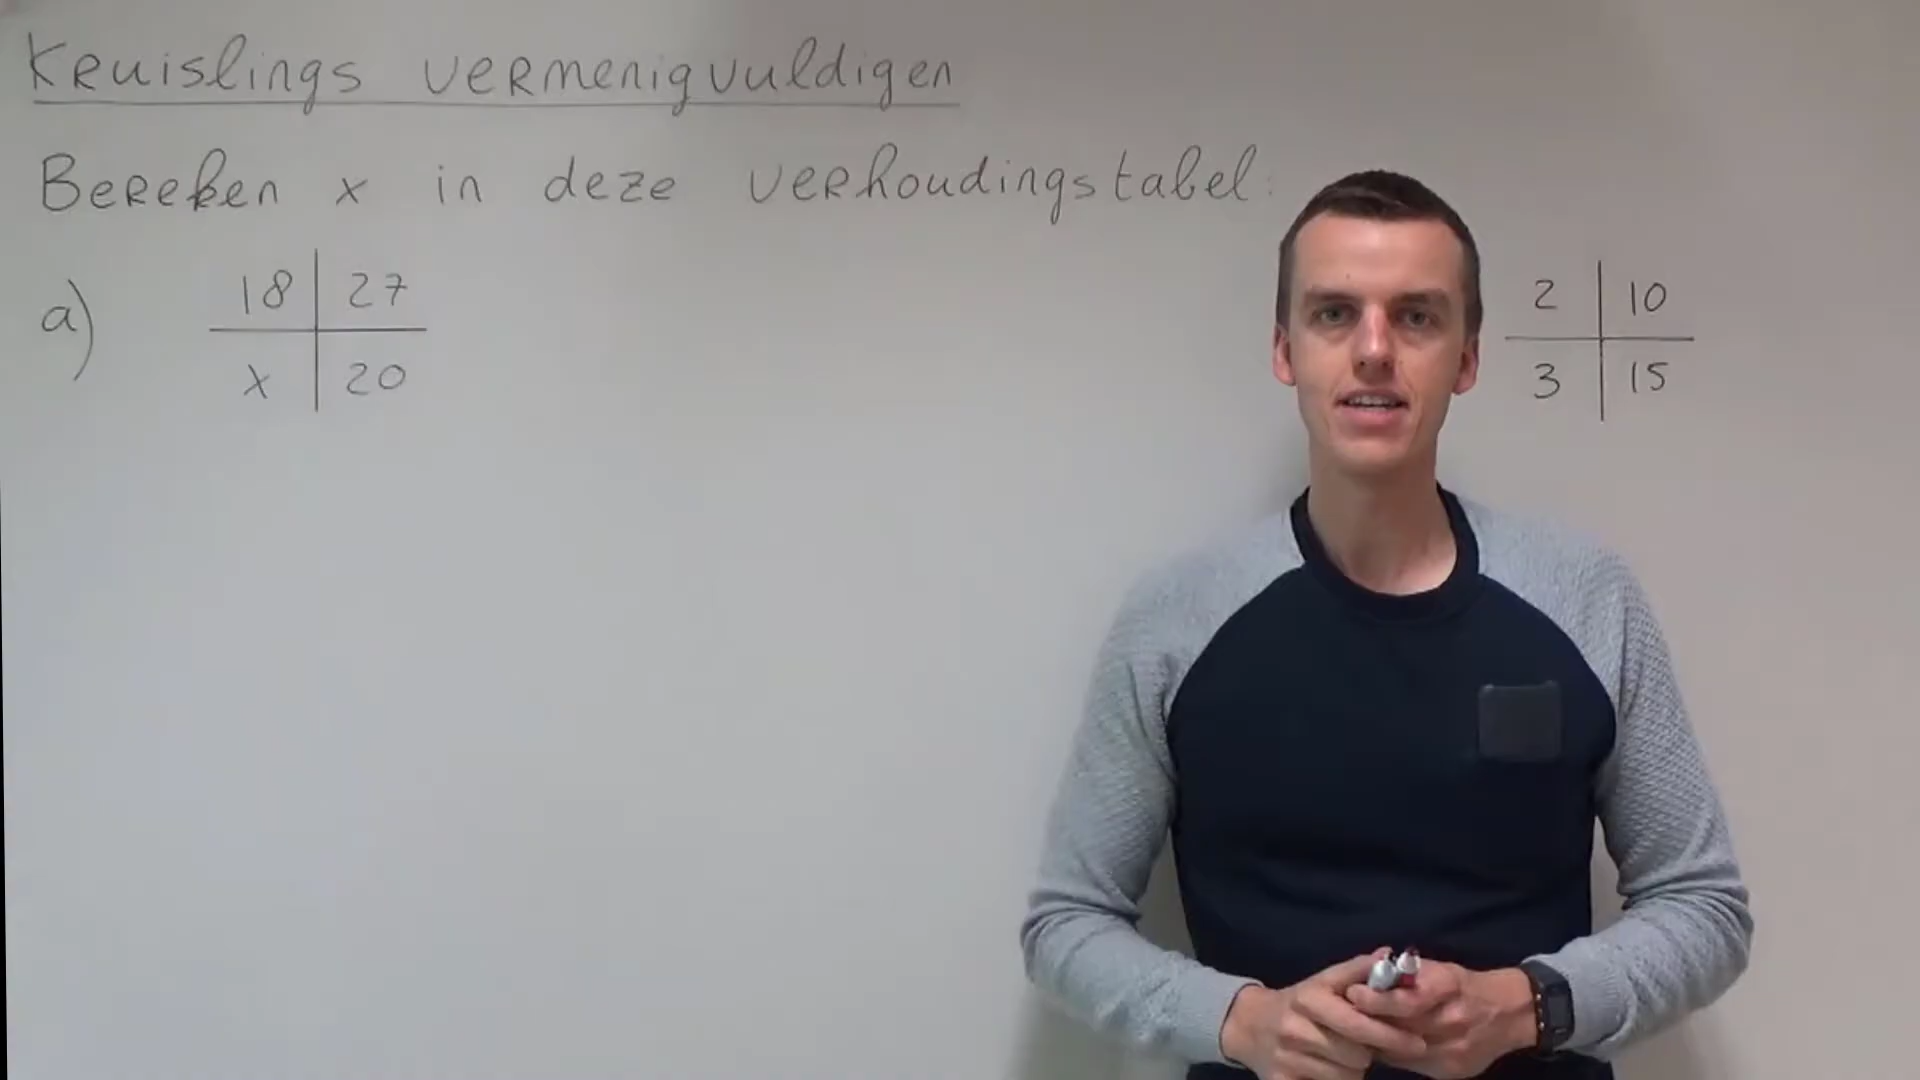 Kruislings vermenigvuldigen
Bereken x in deze verhoudingstabel:
a) 18 27
x 20
2 10
3 15